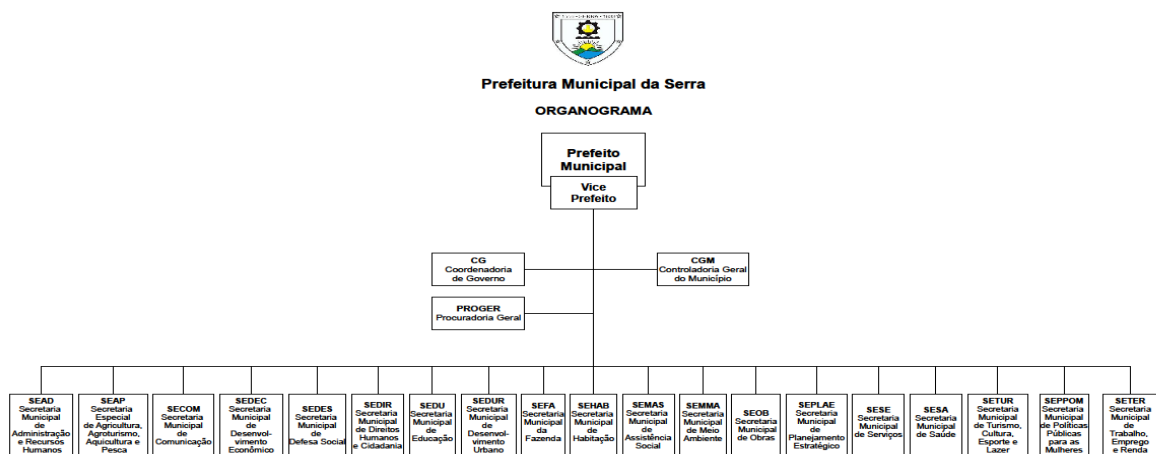 Prefeitura Municipal da Serra
ORGANOGRAMA
Prefeito
Municipal
Vice
Prefeito
CG
Coordenadoria
de Governo
CGM
Controladoria Geral
do Município
PROGER
Procuradoria Geral
SEAD
Secretaria
Municipal
de
Administração
e Recursos
Humanos
SEAP
Secretaria
Especial
de Agricultura,
Agroturismo,
Aquicultura e
Pesca
SECOM
Secretaria
Municipal
de
Comunicação
SEDEC
Secretaria
Municipal
de
Desenvol-
vimento
Econômico
SEDES
Secretaria
Municipal
de
Defesa Social
SEDIR
Secretaria
Municipal
de Direitos
Humanos
e Cidadania
SEDU
Secretaria
Municipal
de
Educação
SEDUR
Secretaria
Municipal
de
Desenvol-
vimento
Urbano
SEFA
Secretaria
Municipal
da
Fazenda
SEHAB
Secretaria
Municipal
de
Habitação
SEMAS
Secretaria
Municipal
de
Assistência
Social
SEMMA
Secretaria
Municipal
de Meio
Ambiente
SEOB
Secretaria
Municipal
de Obras
SEPLAE
Secretaria
Municipal
de
Planejamento
Estratégico
SESE
Secretaria
Municipal
de Serviços
SESA
Secretaria
Municipal
de Saúde
SETUR
Secretaria
Municipal
de Turismo,
Cultura,
Esporte e
Lazer
SEPPOM
Secretaria
Municipal
de Políticas
Públicas
para as
Mulheres
SETER
Secretaria
Municipal
de
Trabalho,
Emprego
e Renda